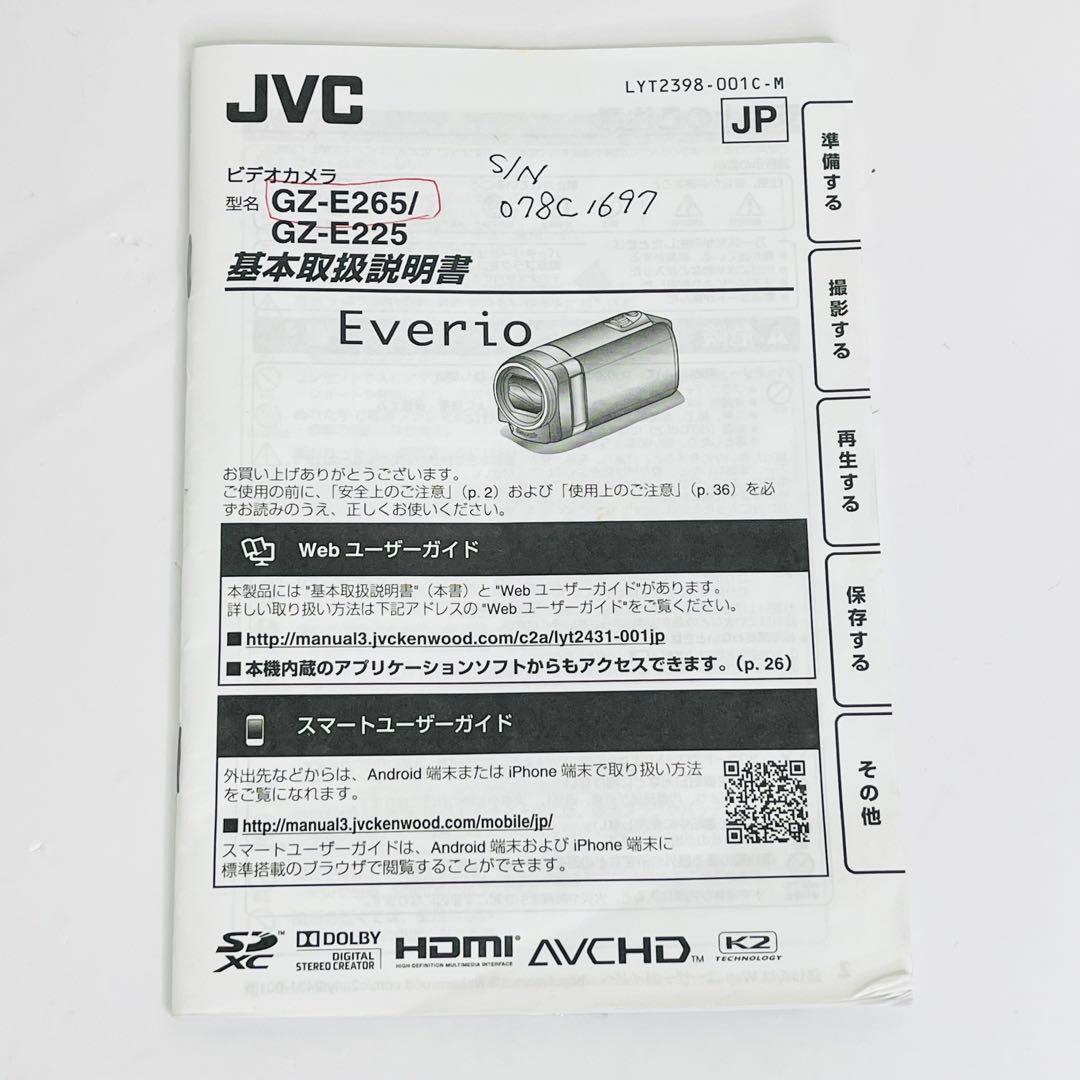 JVC
LYT2398-001C-M
JP
ビデオカメラ
型名 GZ-E265/
GZ-E225
S/N
078C1697
基本取扱説明書
Everio
お買い上げありがとうございます。
ご使用の前に、「安全上のご注意」(p. 2) および「使用上のご注意」(p. 36) を必
ずお読みのうえ、正しくお使いください。
Web ユーザーガイド
本製品には "基本取扱説明書"(本書)と "Web ユーザーガイド"があります。
詳しい取り扱い方法は下記アドレスの "Web ユーザーガイド"をご覧ください。
■ http://manual3.jvckenwood.com/c2a/lyt2431-001jp
■ 本機内蔵のアプリケーションソフトからもアクセスできます。(p. 26)
スマートユーザーガイド
外出先などからは、Android 端末または iPhone 端末で取り扱い方法
をご覧になれます。
■ http://manual3.jvckenwood.com/mobile/jp/
スマートユーザーガイドは、Android 端末および iPhone 端末に
標準搭載のブラウザで閲覧することができます。
準備する
撮影する
再生する
保存する
その他
SD XC ™
DOLBY DIGITAL STEREO CREATOR
HDMI® HIGH-DEFINITION MULTIMEDIA INTERFACE
AVCHD™
K2 TECHNOLOGY